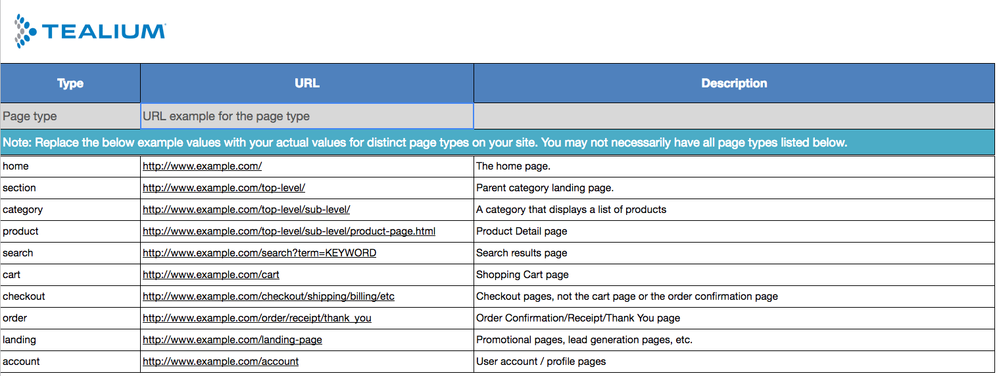 TEALIUM
Type URL Description
Page type URL example for the page type
Note: Replace the below example values with your actual values for distinct page types on your site. You may not necessarily have all page types listed below.
home http://www.example.com/ The home page.
section http://www.example.com/top-level/ Parent category landing page.
category http://www.example.com/top-level/sub-level/ A category that displays a list of products
product http://www.example.com/top-level/sub-level/product-page.html Product Detail page
search http://www.example.com/search?term=KEYWORD Search results page
cart http://www.example.com/cart Shopping Cart page
checkout http://www.example.com/checkout/shipping/billing/etc Checkout pages, not the cart page or the order confirmation page
order http://www.example.com/order/receipt/thank_you Order Confirmation/Receipt/Thank You page
landing http://www.example.com/landing-page Promotional pages, lead generation pages, etc.
account http://www.example.com/account User account / profile pages